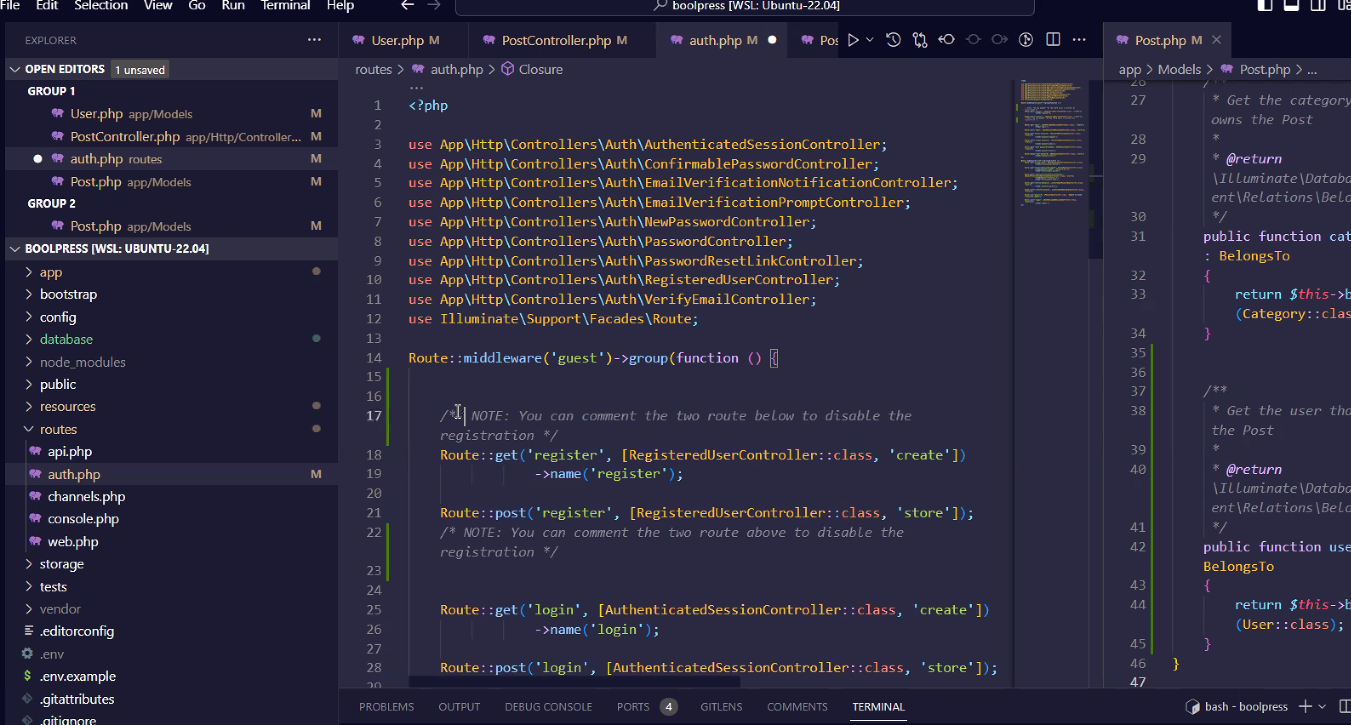 File Edit Selection View Go Run Terminal Help
boolpress [WSL: Ubuntu-22.04]
EXPLORER
OPEN EDITORS 1 unsaved
GROUP 1
User.php app/Models M
PostController.php app/Http/Controller... M
auth.php routes M
Post.php app/Models M
GROUP 2
Post.php app/Models M
BOOLPRESS [WSL: UBUNTU-22.04]
app
bootstrap
config
database
node_modules
public
resources
routes
api.php
auth.php M
channels.php
console.php
web.php
storage
tests
vendor
.editorconfig
.env
.env.example
.gitattributes
.gitignore
User.php M PostController.php M auth.php M Pos
routes > auth.php > Closure
1 <?php
2
3 use App\Http\Controllers\Auth\AuthenticatedSessionController;
4 use App\Http\Controllers\Auth\ConfirmablePasswordController;
5 use App\Http\Controllers\Auth\EmailVerificationNotificationController;
6 use App\Http\Controllers\Auth\EmailVerificationPromptController;
7 use App\Http\Controllers\Auth\NewPasswordController;
8 use App\Http\Controllers\Auth\PasswordController;
9 use App\Http\Controllers\Auth\PasswordResetLinkController;
10 use App\Http\Controllers\Auth\RegisteredUserController;
11 use App\Http\Controllers\Auth\VerifyEmailController;
12 use Illuminate\Support\Facades\Route;
13
14 Route::middleware('guest')->group(function () {
15
16
17 /* NOTE: You can comment the two route below to disable the
registration */
18 Route::get('register', [RegisteredUserController::class, 'create'])
19 ->name('register');
20
21 Route::post('register', [RegisteredUserController::class, 'store']);
22 /* NOTE: You can comment the two route above to disable the
registration */
23
24
25 Route::get('login', [AuthenticatedSessionController::class, 'create'])
26 ->name('login');
27
28 Route::post('login', [AuthenticatedSessionController::class, 'store']);
29
Post.php M
app > Models > Post.php > ...
26 /**
27 * Get the category
owns the Post
28 *
29 * @return
\Illuminate\Databa
ent\Relations\Belo
30 */
31 public function cat
: BelongsTo
32 {
33 return $this->b
(Category::clas
34 }
35
36
37 /**
38 * Get the user tha
the Post
39 *
40 * @return
\Illuminate\Databa
ent\Relations\Belo
41 */
42 public function use
BelongsTo
43 {
44 return $this->b
(User::class);
45 }
46 }
47
PROBLEMS OUTPUT DEBUG CONSOLE PORTS 4 GITLENS COMMENTS TERMINAL
bash - boolpress